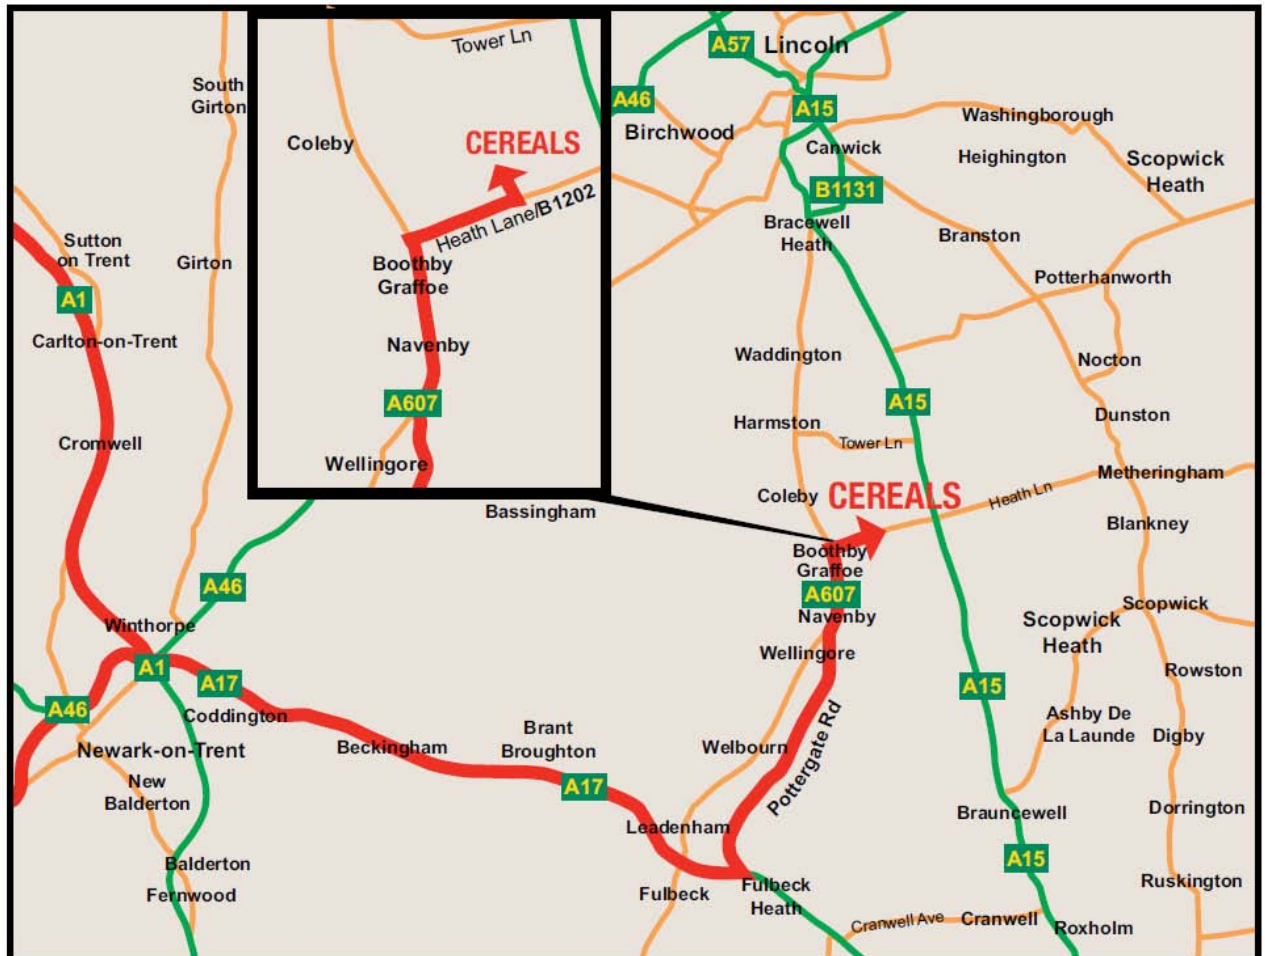 Tower Ln
Coleby
CEREALS
Heath Lane/B1202
Boothby
Graffoe
Navenby
A607
Wellingore
A57
Lincoln
A46
A15
Birchwood
Washingborough
Canwick
Heighington
Scopwick
Heath
B1131
Bracewell
Heath
Branston
Potterhanworth
South
Girton
Sutton
on Trent
Girton
A1
Carlton-on-Trent
Cromwell
Waddington
Nocton
A15
Harmston
Dunston
Tower Ln
Metheringham
Coleby
CEREALS
Heath Ln
Bassingham
Blankney
Boothby
Graffoe
A607
Navenby
Wellingore
Scopwick
Heath
Scopwick
A46
Winthorpe
A1
A17
A46
Coddington
Newark-on-Trent
New
Balderton
Balderton
Fernwood
Beckingham
Brant
Broughton
A17
Welbourn
Pottergate Rd
Leadenham
Fulbeck
Fulbeck
Heath
A15
Rowston
Ashby De
La Launde
Digby
Brauncewell
Dorrington
A15
Ruskington
Cranwell Ave
Cranwell
Roxholm